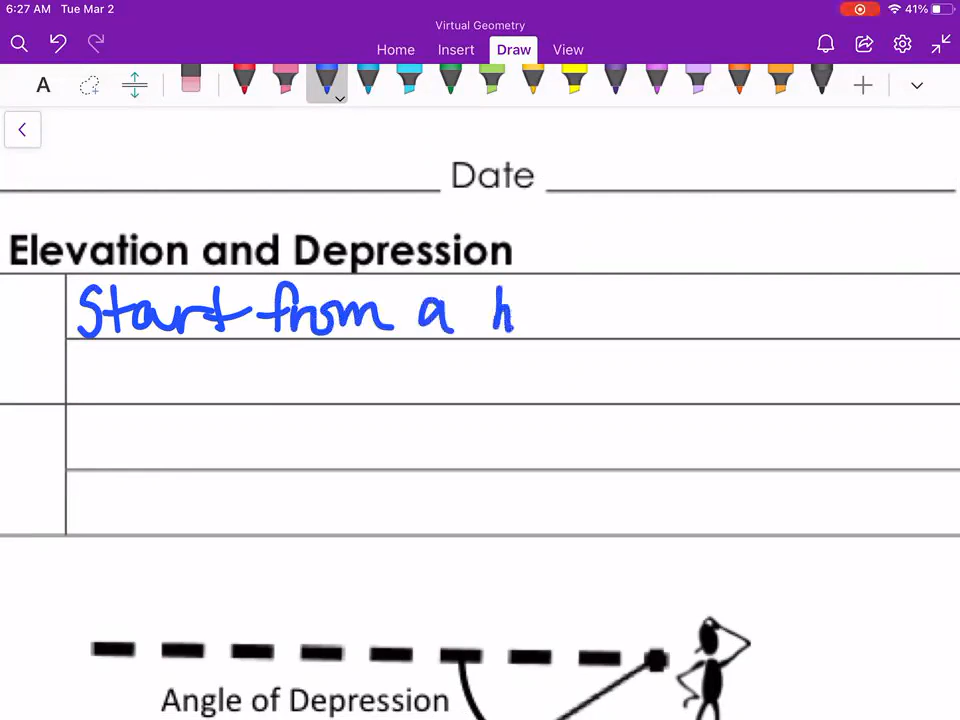 6:27 AM Tue Mar 2
41%
Virtual Geometry
Home Insert Draw View
A
Date
Elevation and Depression
Start from a h
Angle of Depression